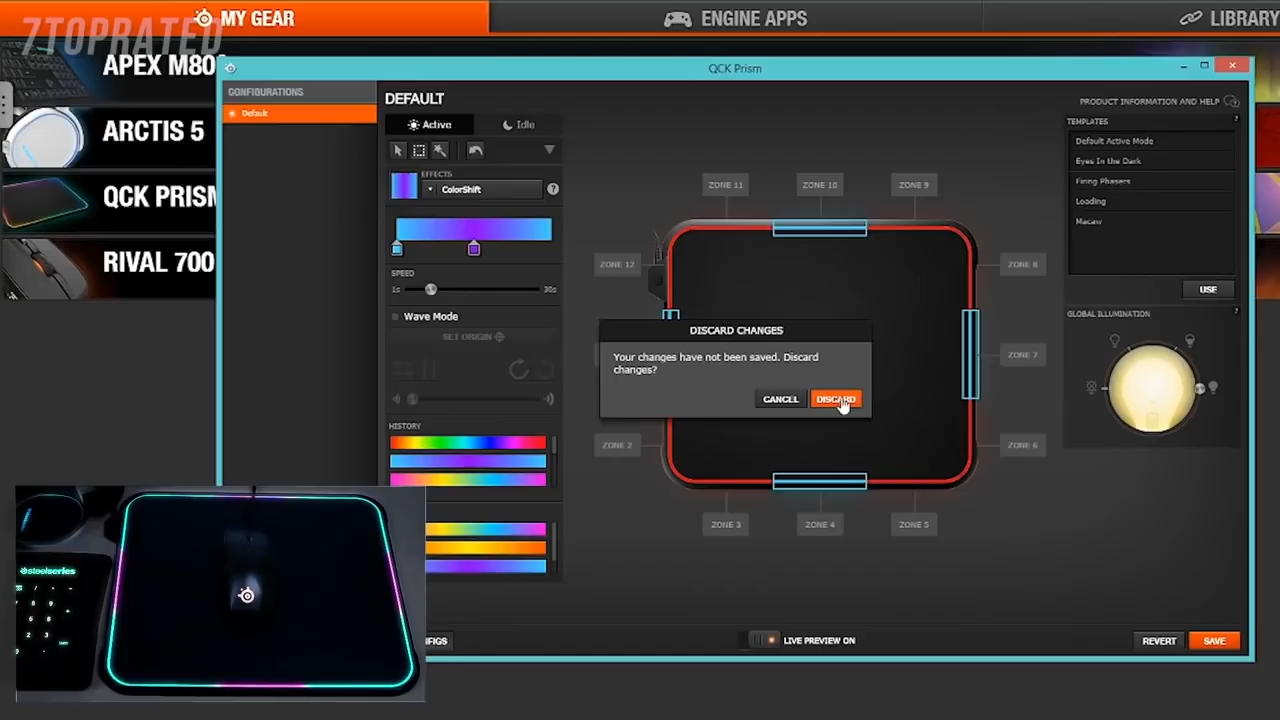 7TOPRATED
MY GEAR
ENGINE APPS
LIBRARY
APEX M80
ARCTIS 5
QCK PRISM
RIVAL 700
QCK Prism
CONFIGURATIONS
Default
DEFAULT
Active
Idle
EFFECTS
ColorShift
SPEED
1s
30s
Wave Mode
SET ORIGIN
HISTORY
ZONE 11
ZONE 10
ZONE 9
ZONE 12
ZONE 8
ZONE 7
ZONE 2
ZONE 6
ZONE 3
ZONE 4
ZONE 5
DISCARD CHANGES
Your changes have not been saved. Discard
changes?
CANCEL
DISCARD
PRODUCT INFORMATION AND HELP
TEMPLATES
Default Active Mode
Eyes In the Dark
Firing Phasers
Loading
Macaw
USE
GLOBAL ILLUMINATION
steelseries
FIGS
LIVE PREVIEW ON
REVERT
SAVE